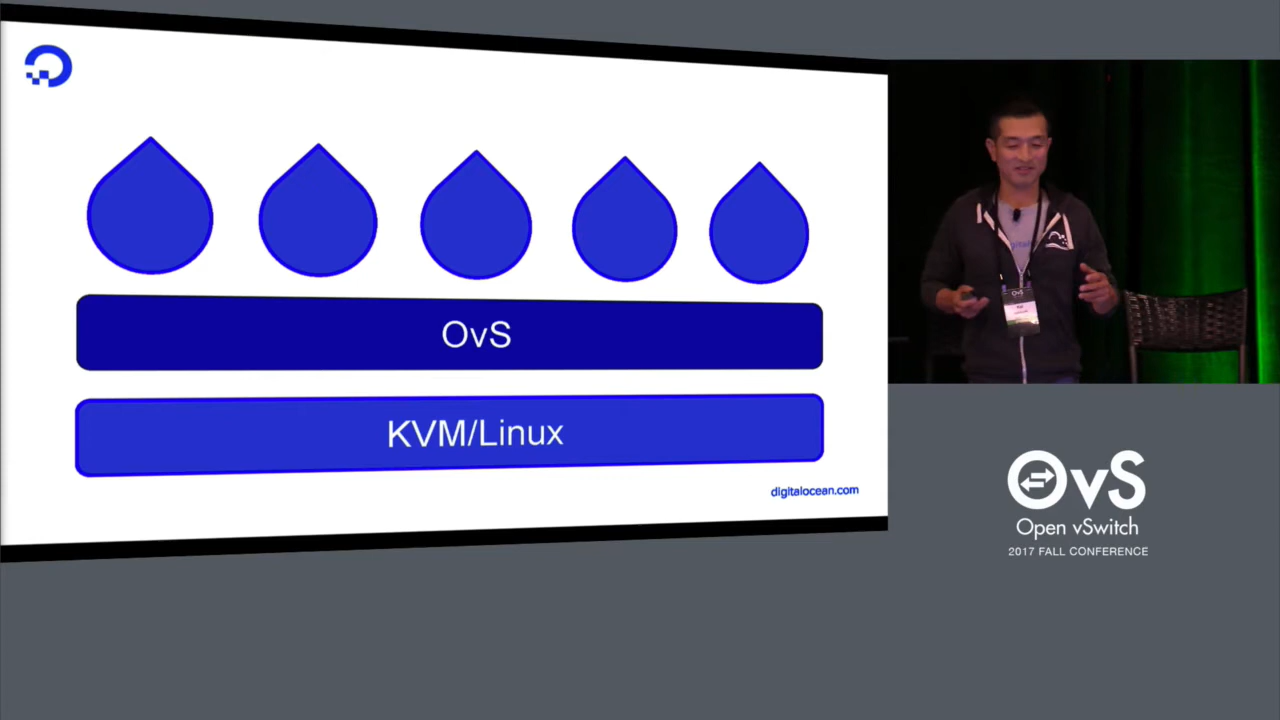 OvS
KVM/Linux
digitalocean.com
OvS
Open vSwitch
2017 FALL CONFERENCE